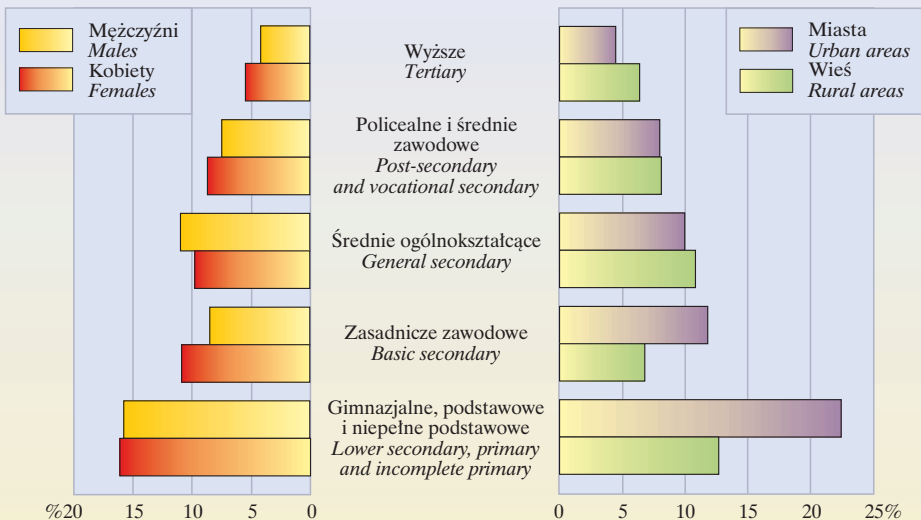 Mężczyźni
Males
Kobiety
Females
Wyższe
Tertiary
Policealne i średnie
zawodowe
Post-secondary
and vocational secondary
Średnie ogólnokształcące
General secondary
Zasadnicze zawodowe
Basic secondary
Gimnazjalne, podstawowe
i niepełne podstawowe
Lower secondary, primary
and incomplete primary
Miasta
Urban areas
Wieś
Rural areas
%20 15 10 5 0
0 5 10 15 20 25%